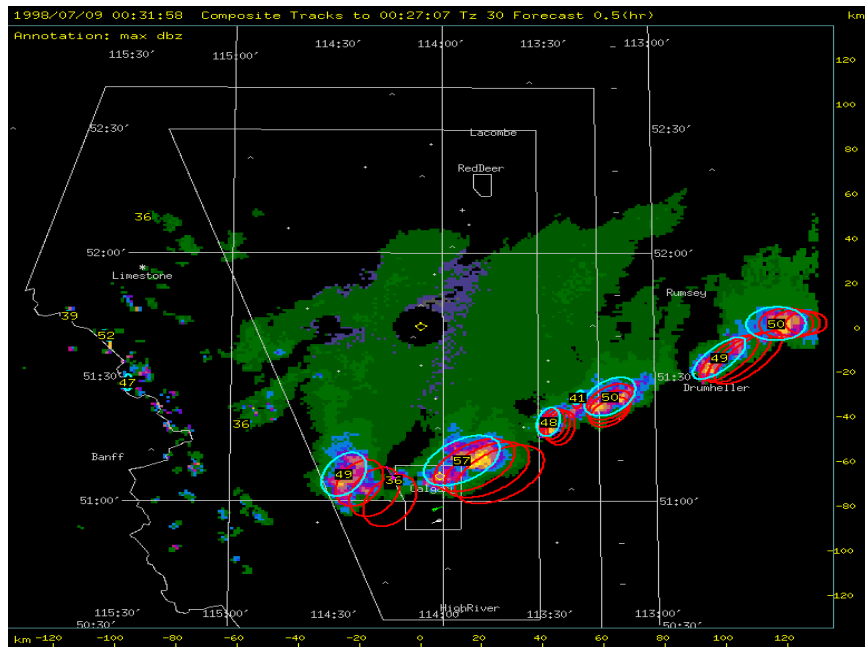 1998/07/09 00:31:58 Composite Tracks to 00:27:07 Tz 30 Forecast 0.5(hr) km
Annotation: max dbz
115:30' 115:00' 114:30' 114:00' 113:30' 113:00'
120
100
52:30' Lacombe 52:30'
80
RedDeer
60
36
40
52:00' 52:00'
Limestone
20
Rumsey
39
50
0
52
49
51:30' 51:30'
-20
47
Drumheller
41 50
36
48
-40
Banff
57
-60
49 36
51:00' 51:00'
-80
-100
HighRiver
-120
50:30' 115:30' 114:30' 114:00' 113:30' 113:00' 50:30'
km -120 -100 -80 -60 -40 -20 0 20 40 60 80 100 120